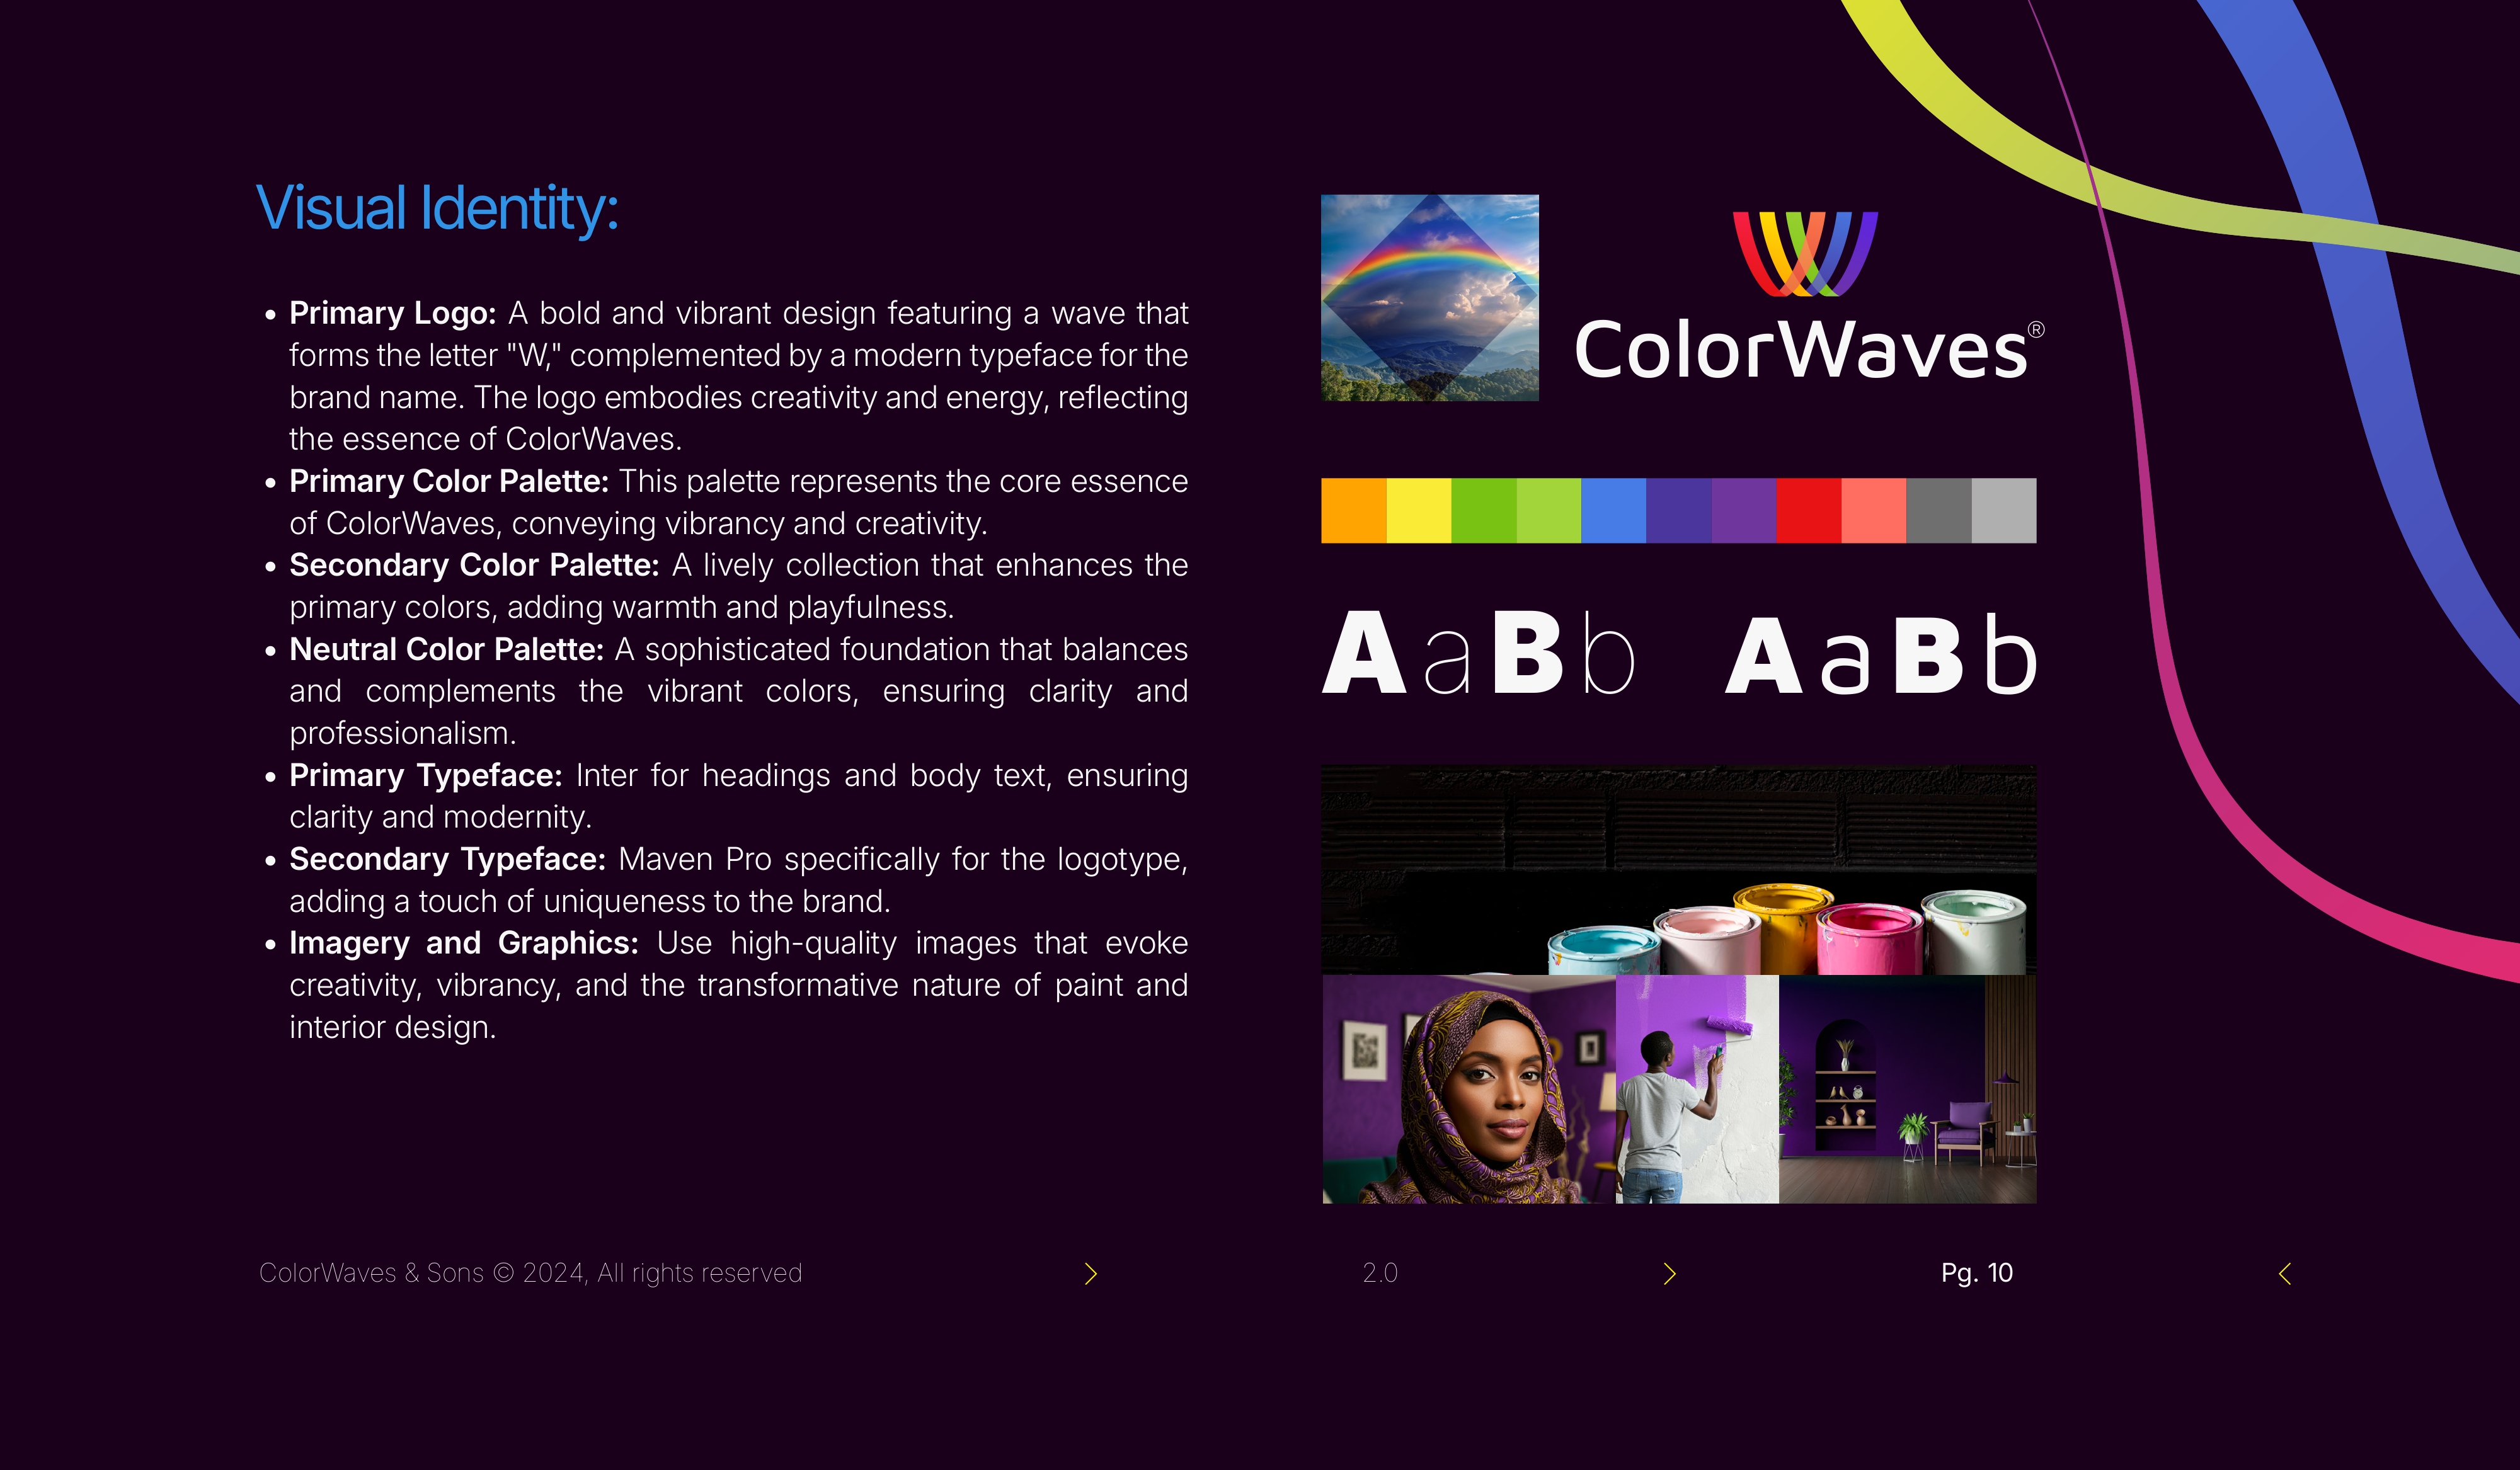 Visual Identity:
• Primary Logo: A bold and vibrant design featuring a wave that
forms the letter "W," complemented by a modern typeface for the
brand name. The logo embodies creativity and energy, reflecting
the essence of ColorWaves.
• Primary Color Palette: This palette represents the core essence
of ColorWaves, conveying vibrancy and creativity.
• Secondary Color Palette: A lively collection that enhances the
primary colors, adding warmth and playfulness.
• Neutral Color Palette: A sophisticated foundation that balances
and complements the vibrant colors, ensuring clarity and
professionalism.
• Primary Typeface: Inter for headings and body text, ensuring
clarity and modernity.
• Secondary Typeface: Maven Pro specifically for the logotype,
adding a touch of uniqueness to the brand.
• Imagery and Graphics: Use high-quality images that evoke
creativity, vibrancy, and the transformative nature of paint and
interior design.
ColorWaves®
AaBb AaBb
ColorWaves & Sons © 2024, All rights reserved
2.0
Pg. 10